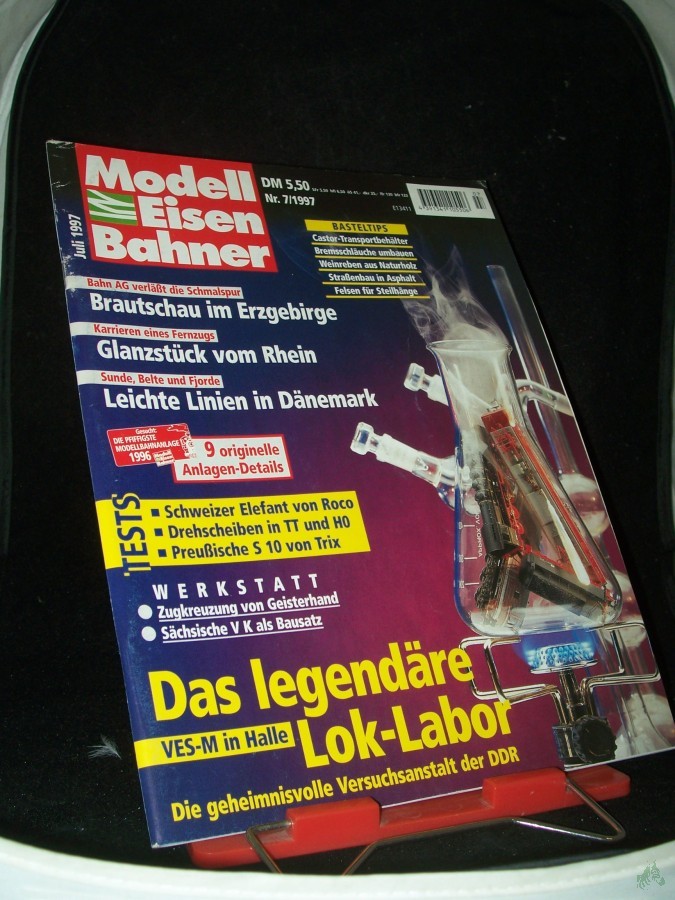 Modell
Eisen
Bahner
Juli 1997
DM 5,50
Nr. 7/1997
ET3411
BASTELTIPS
Castor-Transportbehälter
Bremsschläuche umbauen
Weinreben aus Naturholz
Straßenbau in Asphalt
Felsen für Steilhänge
Bahn AG verläßt die Schmalspur
Brautschau im Erzgebirge
Karrieren eines Fernzugs
Glanzstück vom Rhein
Sunde, Belte und Fjorde
Leichte Linien in Dänemark
Gesucht:
DIE PFIFFIGSTE
MODELLBAHNANLAGE
1996
9 originelle
Anlagen-Details
TESTS
Schweizer Elefant von Roco
Drehscheiben in TT und H0
Preußische S 10 von Trix
WERKSTATT
Zugkreuzung von Geisterhand
Sächsische V K als Bausatz
Das legendäre
VES-M in Halle
Lok-Labor
Die geheimnisvolle Versuchsanstalt der DDR